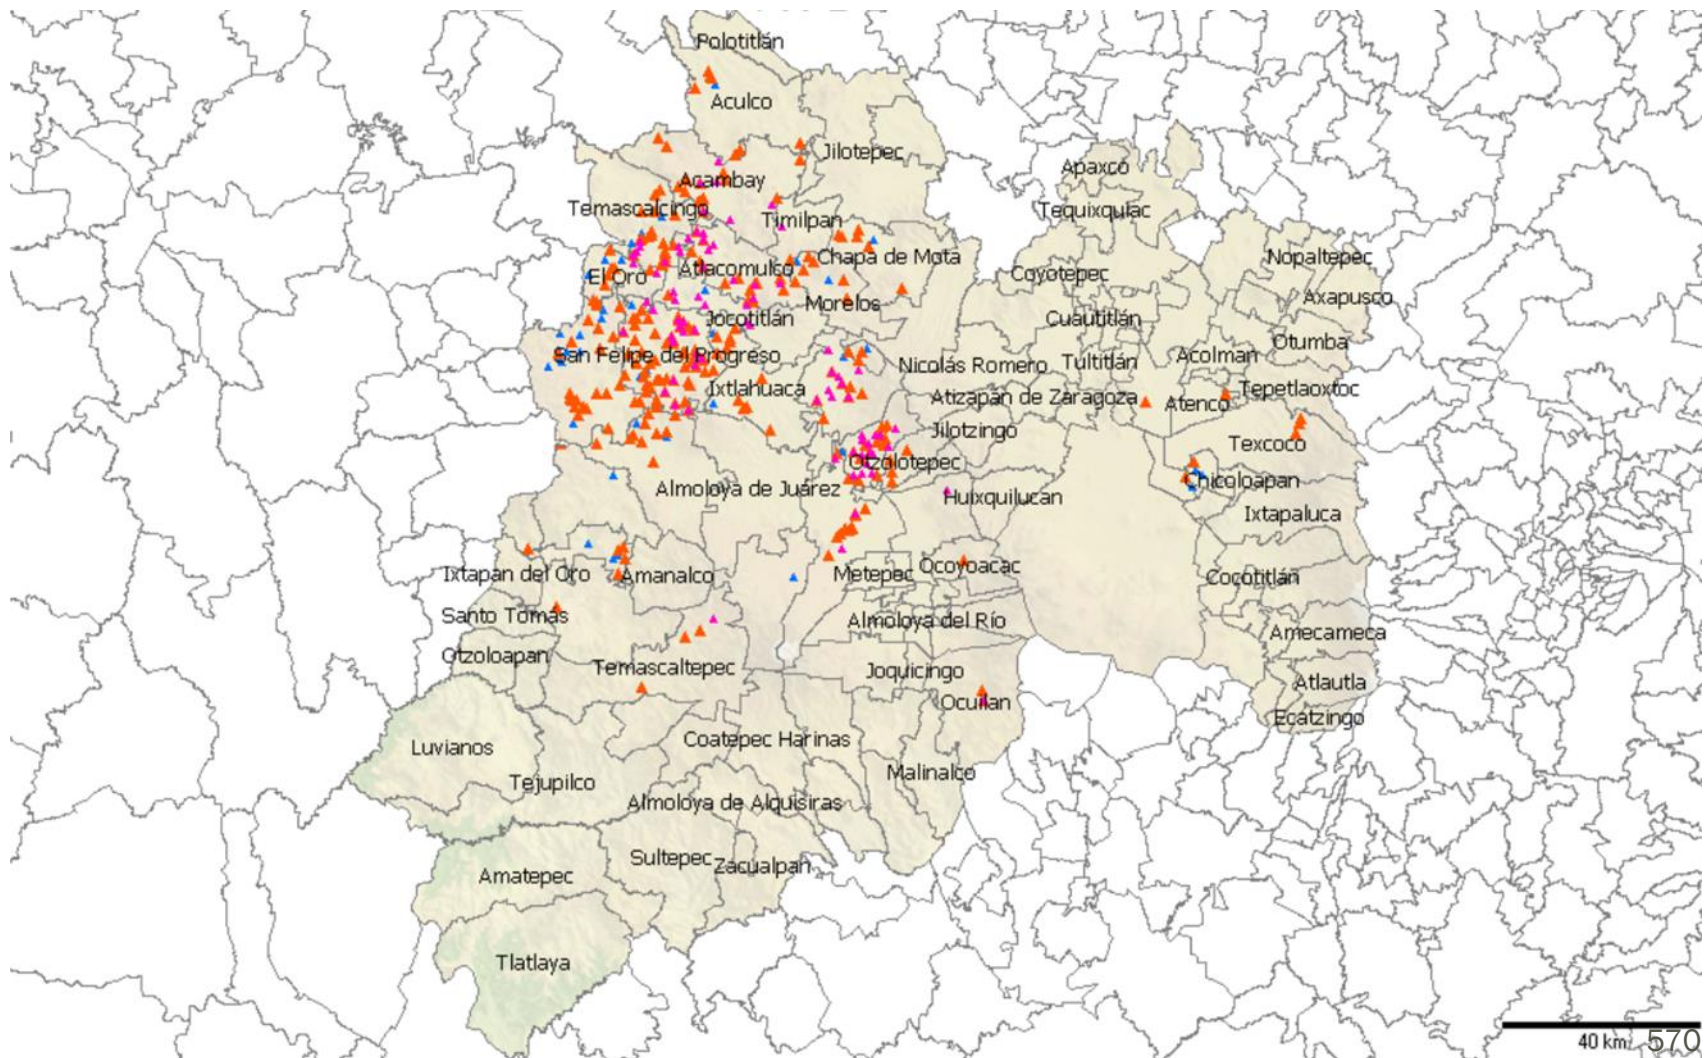 Polotitlán
Aculco
Jilotepec
Apaxco
Acambay
Temascalcingo
Timilpan
Tequixquiac
Chapa de Mota
Nopaltepec
Atlacomulco
El Oro
Coyotepec
Morelos
Axapusco
Jocotitlán
Cuautitlán
Otumba
San Felipe del Progreso
Acolman
Nicolás Romero
Tultitlán
Ixtlahuaca
Tepetlaoxtoc
Atizapán de Zaragoza
Atenco
Jilotzingo
Texcoco
Otzolotepec
Chicoloapan
Almoloya de Juárez
Huixquilucan
Ixtapaluca
Ixtapan del Oro
Amanalco
Metepec
Ocoyoacac
Cocotitlán
Santo Tomás
Almoloya del Río
Amecameca
Otzoloapan
Temascaltepec
Joquicingo
Atlautla
Ocuilan
Ecatzingo
Coatepec Harinas
Luvianos
Malinalco
Tejupilco
Almoloya de Alquisiras
Sultepec
Zacualpan
Amatepec
Tlatlaya
40 km
570